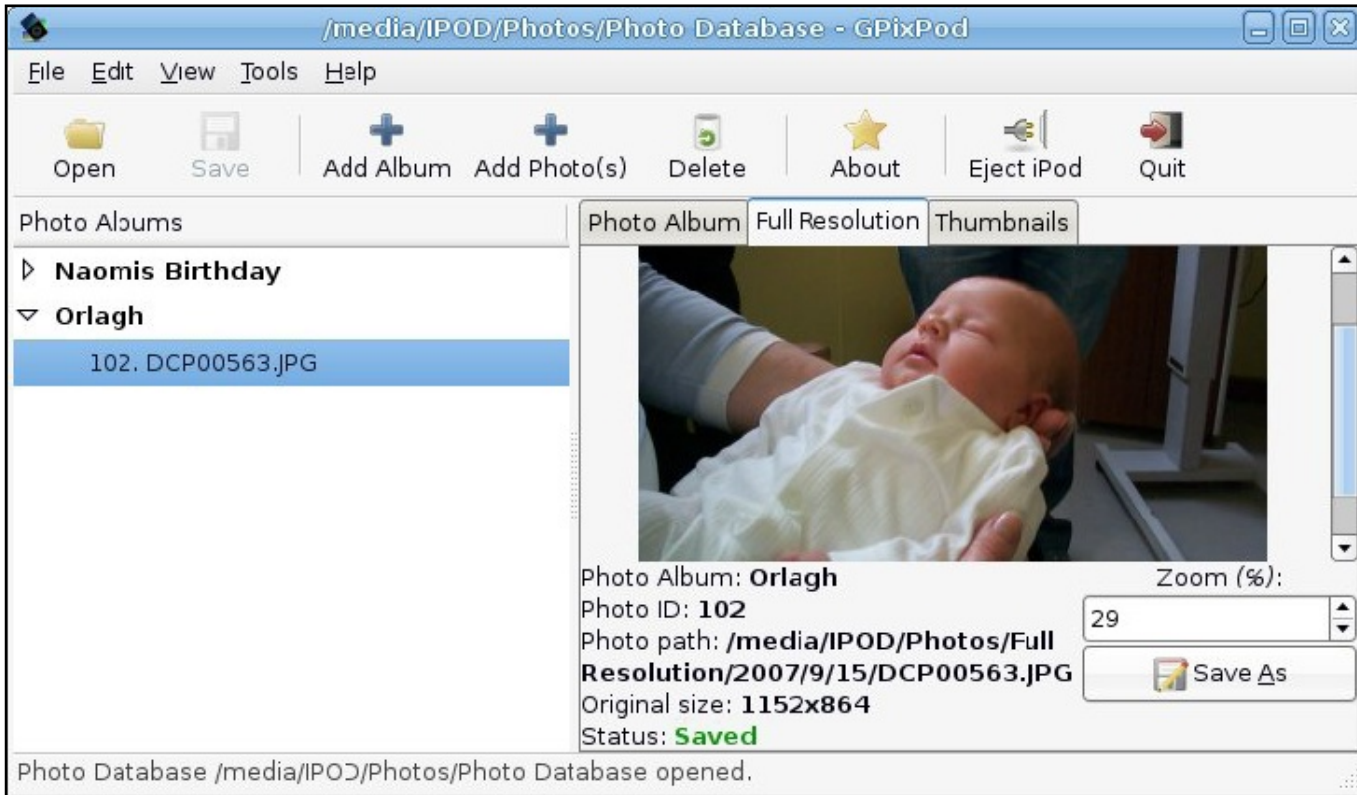 /media/IPOD/Photos/Photo Database - GPixPod
File Edit View Tools Help
Open Save Add Album Add Photo(s) Delete About Eject iPod Quit
Photo Albums
Photo Album Full Resolution Thumbnails
Naomis Birthday
Orlagh
102. DCP00563.JPG
Photo Album: Orlagh
Photo ID: 102
Photo path: /media/IPOD/Photos/Full
Resolution/2007/9/15/DCP00563.JPG
Original size: 1152x864
Status: Saved
Zoom (%):
29
Save As
Photo Database /media/IPOD/Photos/Photo Database opened.